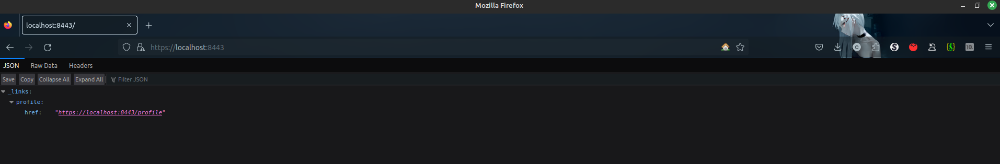 Mozilla Firefox
localhost:8443/
https://localhost:8443
JSON Raw Data Headers
Save Copy Collapse All Expand All Filter JSON
_links:
profile:
href: "https://localhost:8443/profile"